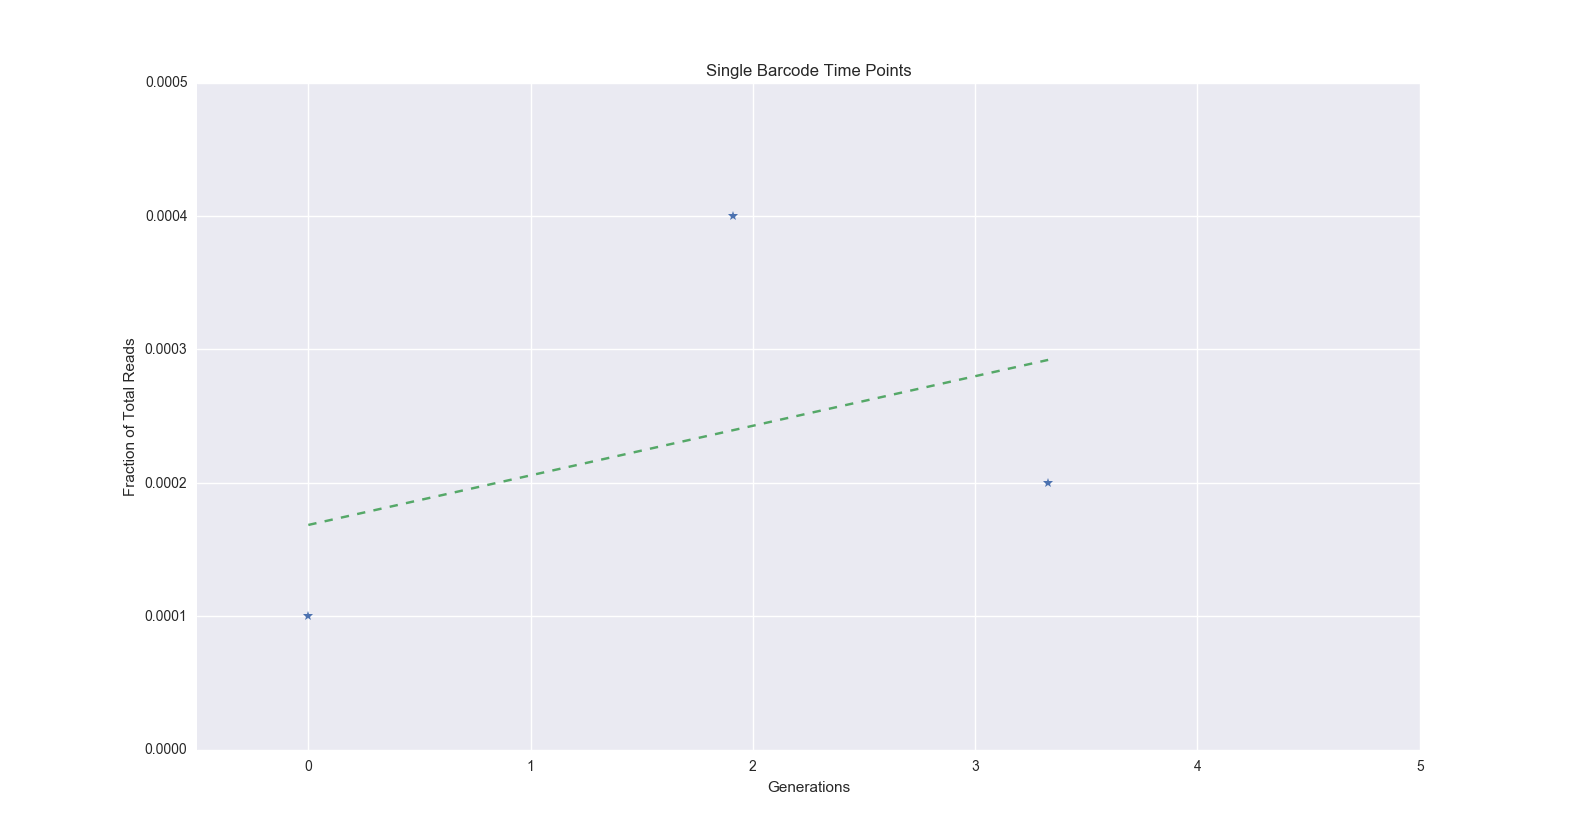 Single Barcode Time Points
0.0005
0.0004
0.0003
0.0002
0.0001
0.0000
Fraction of Total Reads
0 1 2 3 4 5
Generations